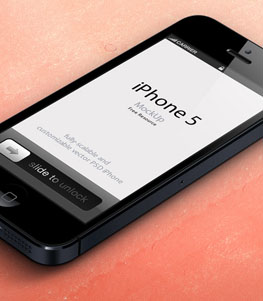 CARRIER
iPhone 5
MockUp
Free Resource
fully scalable and
customizable vector PSD iPhone
slide to unlock